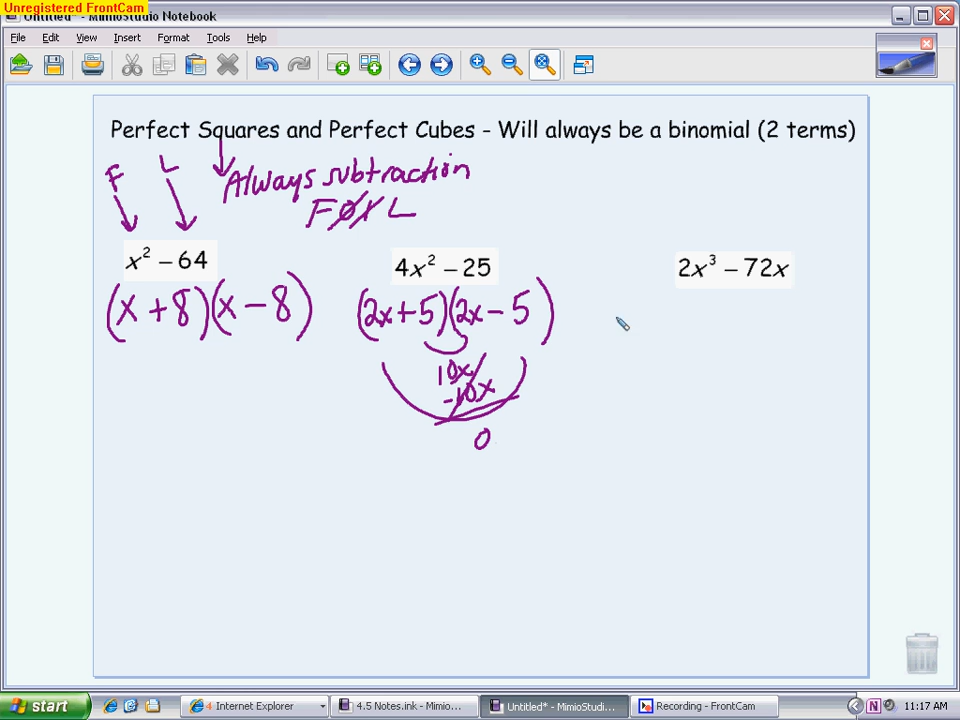 Unregistered FrontCam
Untitled* - MimioStudio Notebook
File Edit View Insert Format Tools Help
Perfect Squares and Perfect Cubes - Will always be a binomial (2 terms)
F L Always subtraction
FOIL
x² – 64
4x² – 25
2x³ – 72x
(x + 8)(x – 8)
(2x+5)(2x – 5)
10x
-10x
0
start 4 Internet Explorer 4.5 Notes.ink - Mimio... Untitled* - MimioStudi... Recording - FrontCam 11:17 AM